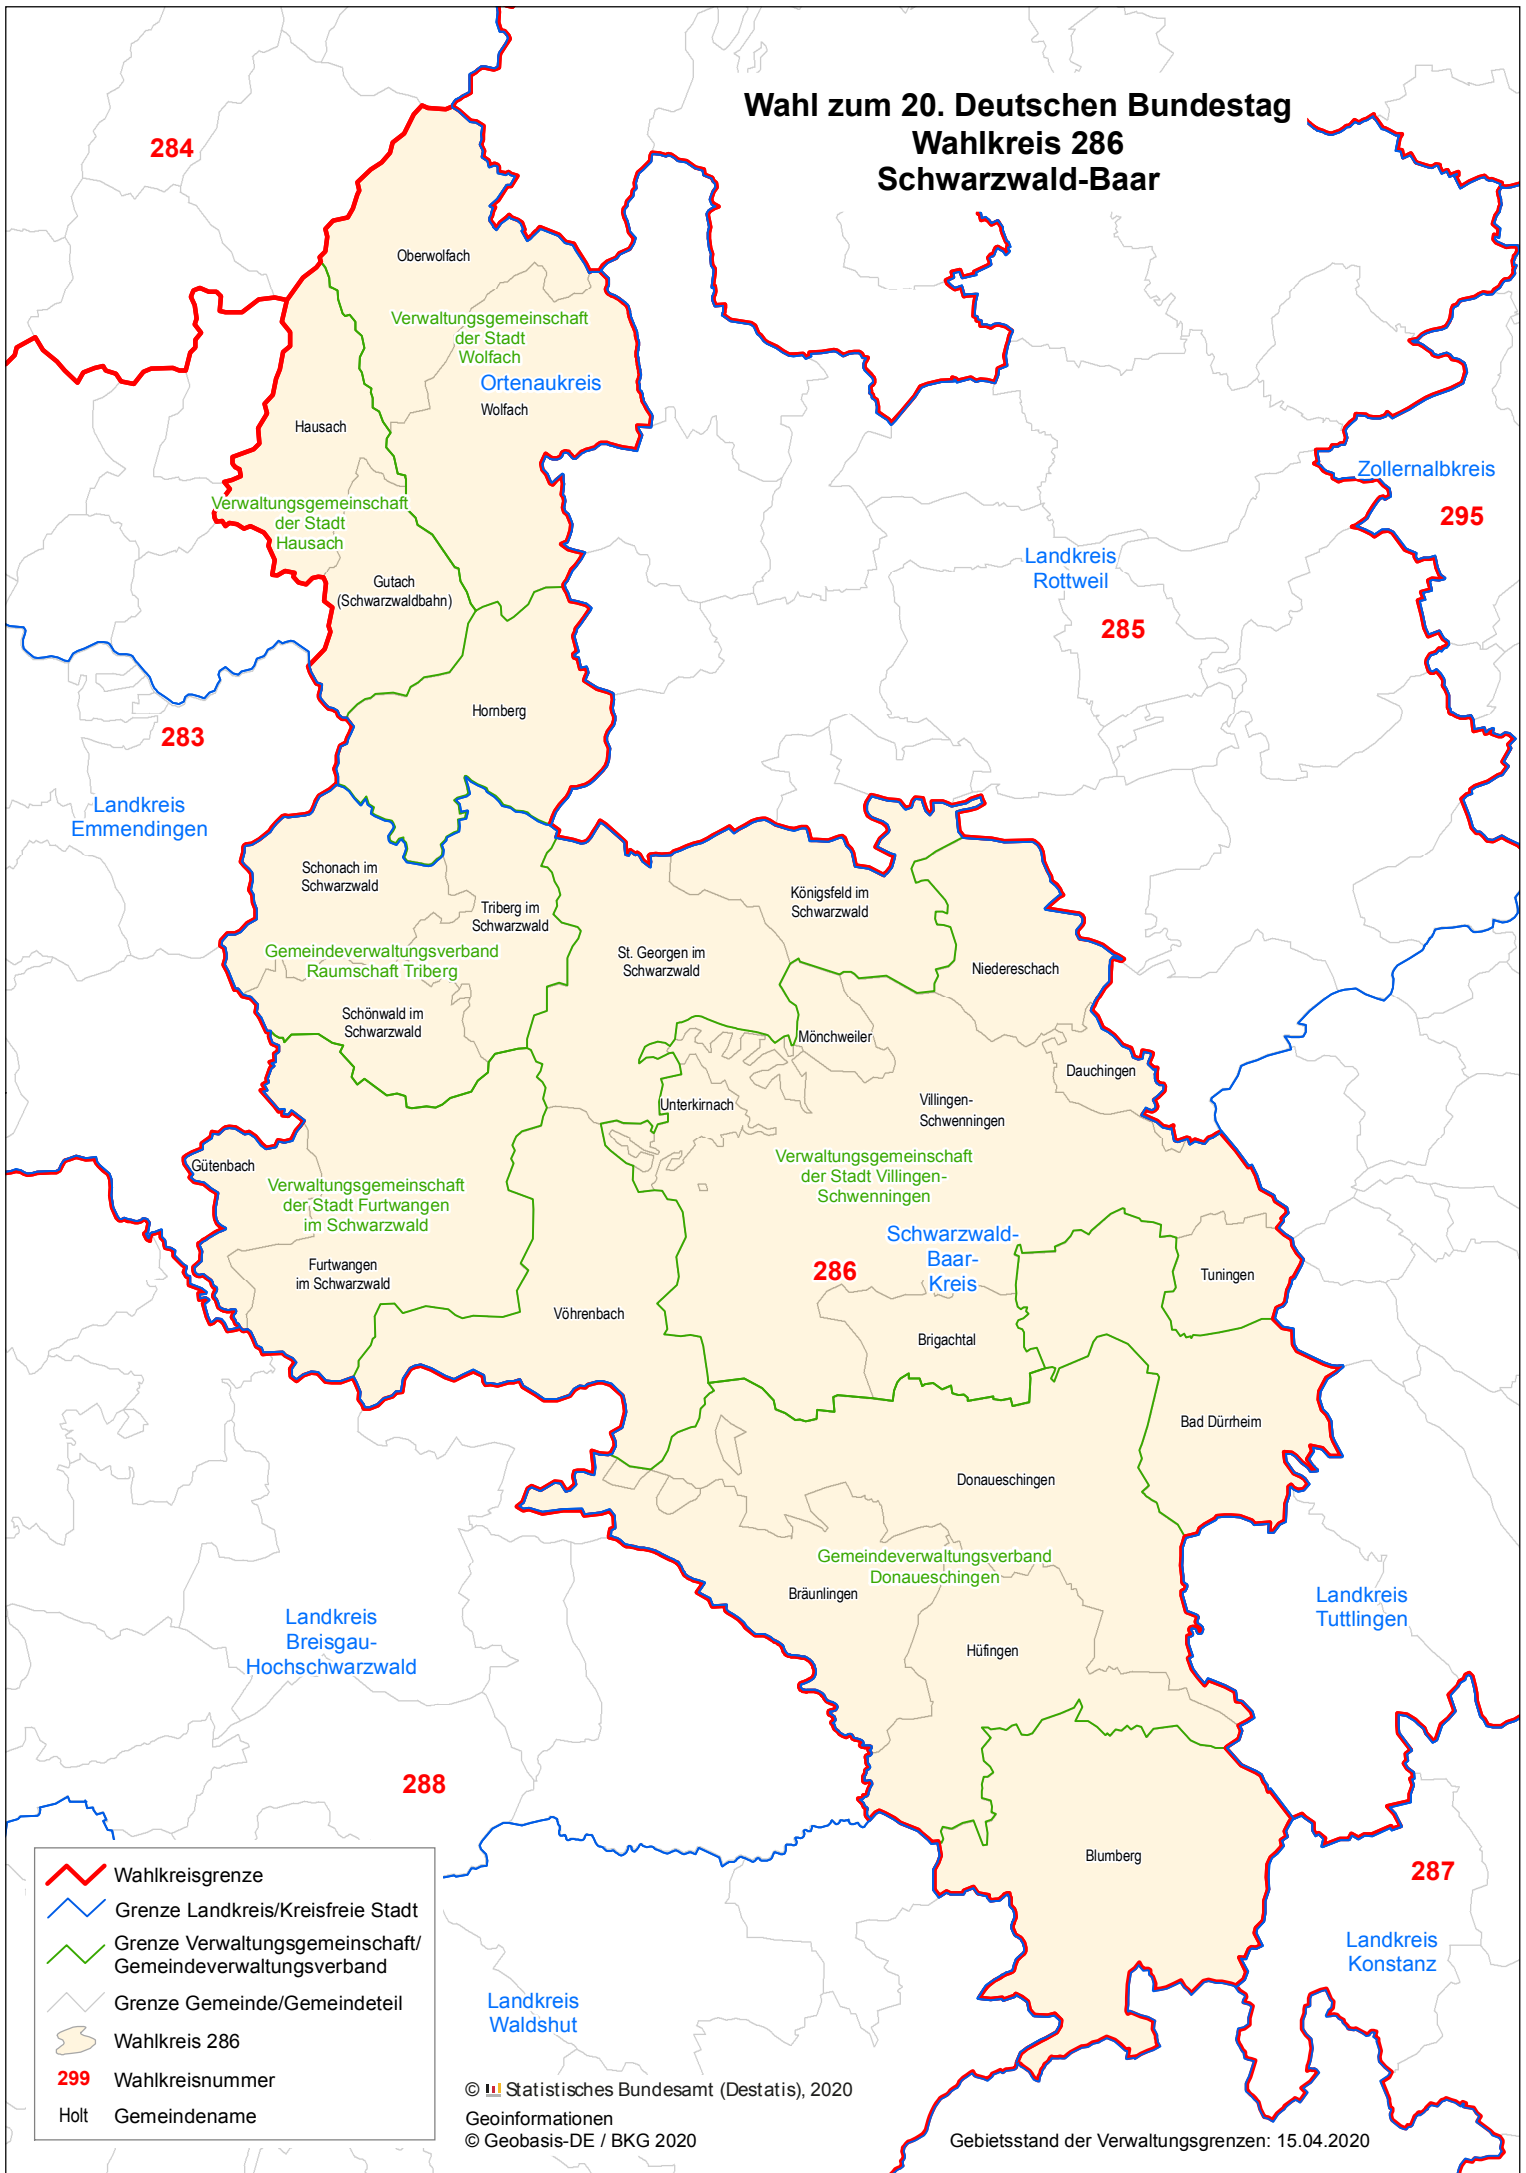 Wahl zum 20. Deutschen Bundestag
Wahlkreis 286
Schwarzwald-Baar
284
Oberwolfach
Verwaltungsgemeinschaft
der Stadt
Wolfach
Ortenaukreis
Wolfach
Hausach
Verwaltungsgemeinschaft
der Stadt
Hausach
Gutach
(Schwarzwaldbahn)
Zollernalbkreis
295
Landkreis
Rottweil
285
Hornberg
283
Landkreis
Emmendingen
Schonach im
Schwarzwald
Triberg im
Schwarzwald
Gemeindeverwaltungsverband
Raumschaft Triberg
Schönwald im
Schwarzwald
St. Georgen im
Schwarzwald
Königsfeld im
Schwarzwald
Niedereschach
Mönchweiler
Dauchingen
Unterkirnach
Villingen-
Schwenningen
Verwaltungsgemeinschaft
der Stadt Villingen-
Schwenningen
Gütenbach
Verwaltungsgemeinschaft
der Stadt Furtwangen
im Schwarzwald
Furtwangen
im Schwarzwald
Schwarzwald-
Baar-
Kreis
286
Tuningen
Vöhrenbach
Brigachtal
Bad Dürrheim
Donaueschingen
Gemeindeverwaltungsverband
Donaueschingen
Bräunlingen
Hüfingen
Landkreis
Tuttlingen
Landkreis
Breisgau-
Hochschwarzwald
288
Blumberg
287
Landkreis
Konstanz
Landkreis
Waldshut
Wahlkreisgrenze
Grenze Landkreis/Kreisfreie Stadt
Grenze Verwaltungsgemeinschaft/
Gemeindeverwaltungsverband
Grenze Gemeinde/Gemeindeteil
Wahlkreis 286
299 Wahlkreisnummer
Holt Gemeindename
© Statistisches Bundesamt (Destatis), 2020
Geoinformationen
© Geobasis-DE / BKG 2020
Gebietsstand der Verwaltungsgrenzen: 15.04.2020